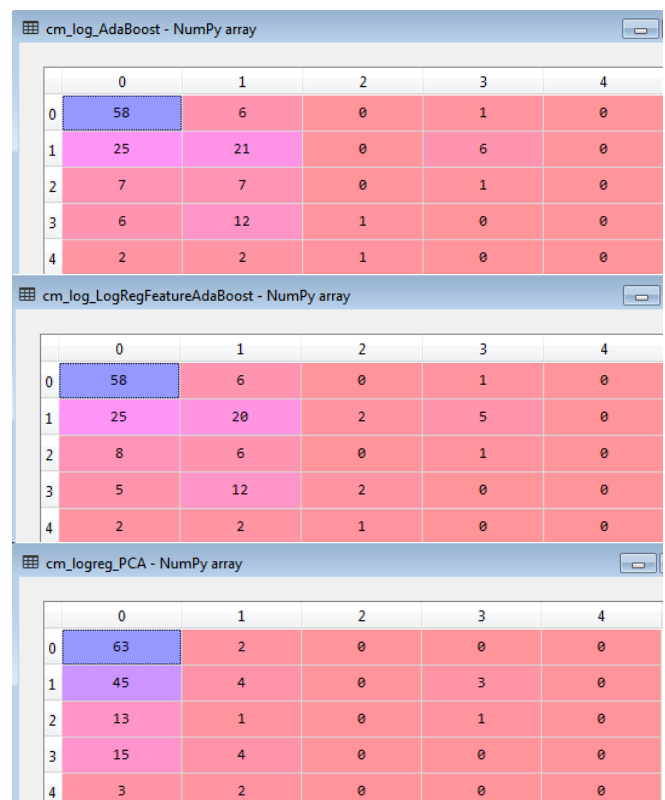 cm_log_AdaBoost - NumPy array
0 1 2 3 4
0 58 6 0 1 0
1 25 21 0 6 0
2 7 7 0 1 0
3 6 12 1 0 0
4 2 2 1 0 0
cm_log_LogRegFeatureAdaBoost - NumPy array
0 1 2 3 4
0 58 6 0 1 0
1 25 20 2 5 0
2 8 6 0 1 0
3 5 12 2 0 0
4 2 2 1 0 0
cm_logreg_PCA - NumPy array
0 1 2 3 4
0 63 2 0 0 0
1 45 4 0 3 0
2 13 1 0 1 0
3 15 4 0 0 0
4 3 2 0 0 0